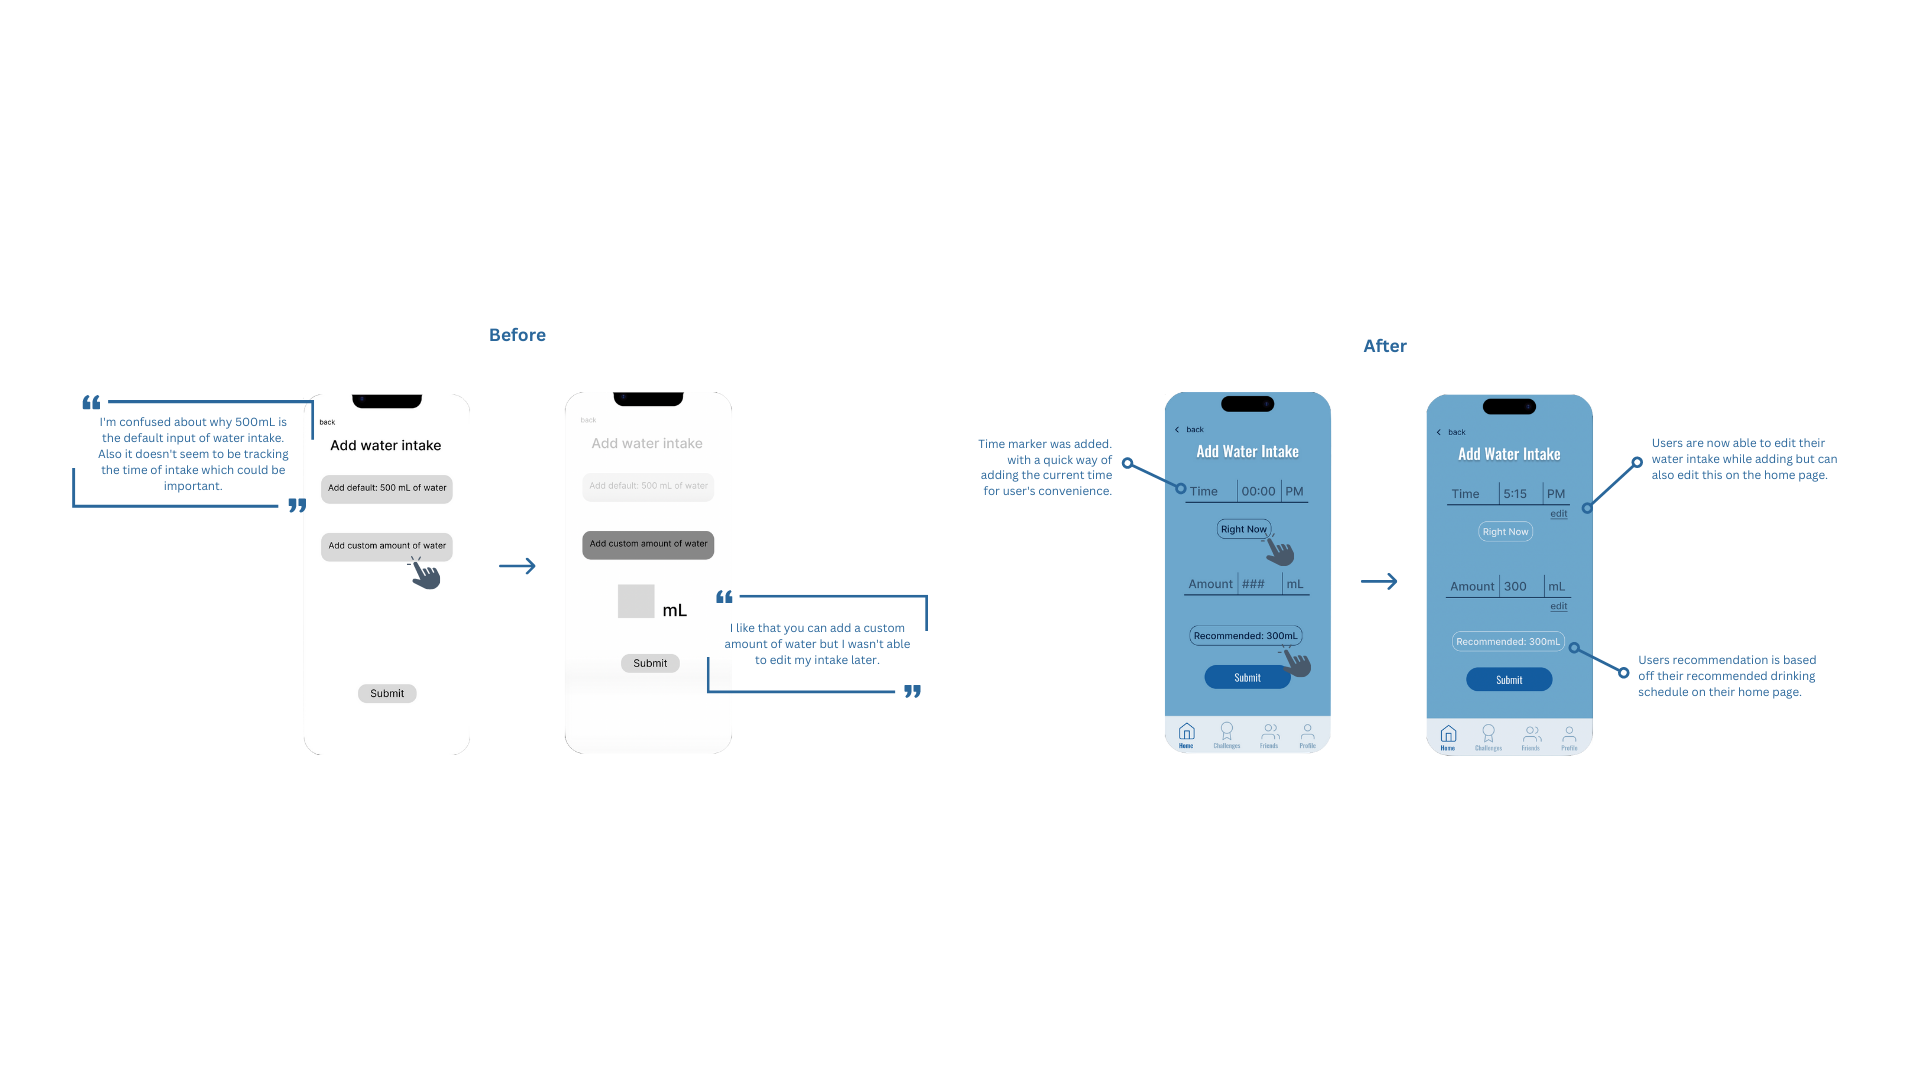 Before
“
I'm confused about why 500mL is
the default input of water intake.
Also it doesn't seem to be tracking
the time of intake which could be
important.
”
back
Add water intake
Add default: 500 mL of water
Add custom amount of water
Submit
back
Add water intake
Add default: 500 mL of water
Add custom amount of water
mL
Submit
“
I like that you can add a custom
amount of water but I wasn't able
to edit my intake later.
”
After
Time marker was added.
with a quick way of
adding the current time
for user's convenience.
< back
Add Water Intake
Time 00:00 PM
Right Now
Amount ### mL
Recommended: 300mL
Submit
Home Challenges Friends Profile
< back
Add Water Intake
Time 5:15 PM
edit
Right Now
Amount 300 mL
edit
Recommended: 300mL
Submit
Home Challenges Friends Profile
Users are now able to edit their
water intake while adding but can
also edit this on the home page.
Users recommendation is based
off their recommended drinking
schedule on their home page.